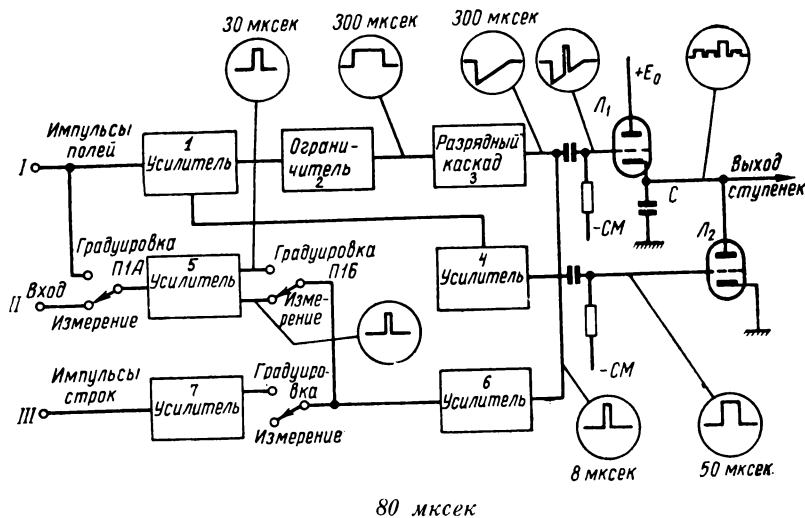 30 мксек
300 мксек
300 мксек
+E₀
Л₁
Импульсы
полей
I
1
Усилитель
Ограни-
читель
2
Разрядный
каскад
3
Выход
ступенек
C
-СМ
Л₂
Градуировка
П1А
II Вход
Измерение
5
Усилитель
Градуировка
П1Б
Изме-
рение
4
Усилитель
-СМ
Импульсы
строк
III
7
Усилитель
Градуиро-
вка
Измерение
6
Усилитель
8 мксек
50 мксек.
80 мксек